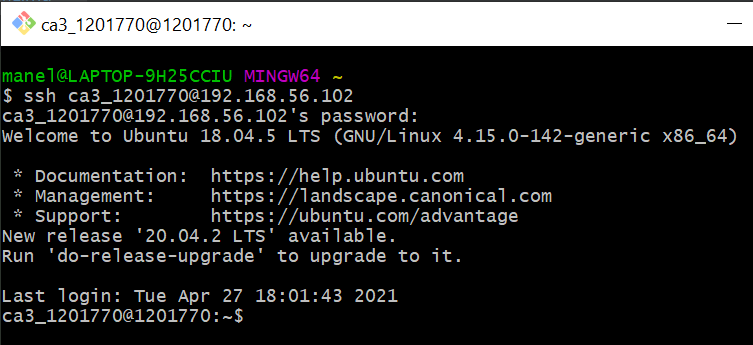 ca3_1201770@1201770: ~
manel@LAPTOP-9H25CCIU MINGW64 ~
$ ssh ca3_1201770@192.168.56.102
ca3_1201770@192.168.56.102's password:
Welcome to Ubuntu 18.04.5 LTS (GNU/Linux 4.15.0-142-generic x86_64)
* Documentation:  https://help.ubuntu.com
* Management:     https://landscape.canonical.com
* Support:        https://ubuntu.com/advantage
New release '20.04.2 LTS' available.
Run 'do-release-upgrade' to upgrade to it.
Last login: Tue Apr 27 18:01:43 2021
ca3_1201770@1201770:~$